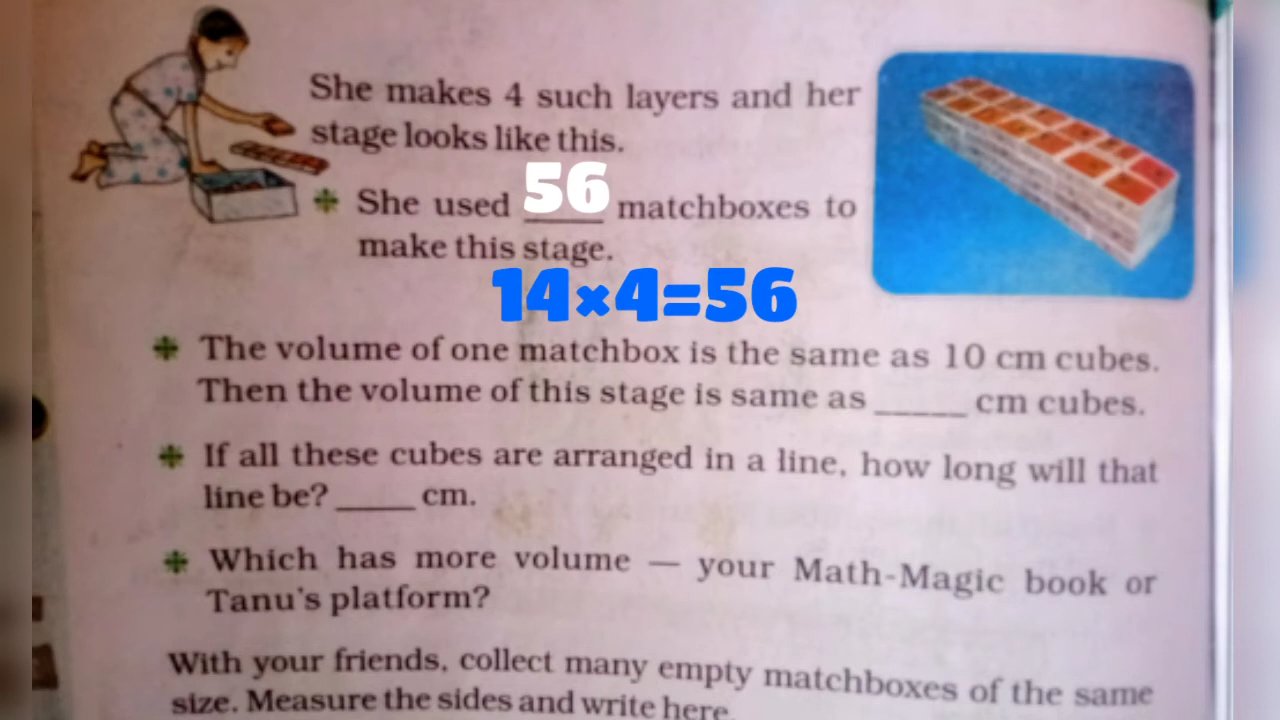 She makes 4 such layers and her
stage looks like this.
She used 56 matchboxes to
make this stage.
14×4=56
The volume of one matchbox is the same as 10 cm cubes.
Then the volume of this stage is same as _____ cm cubes.
If all these cubes are arranged in a line, how long will that
line be? _____ cm.
Which has more volume — your Math-Magic book or
Tanu's platform?
With your friends, collect many empty matchboxes of the same
size. Measure the sides and write here.